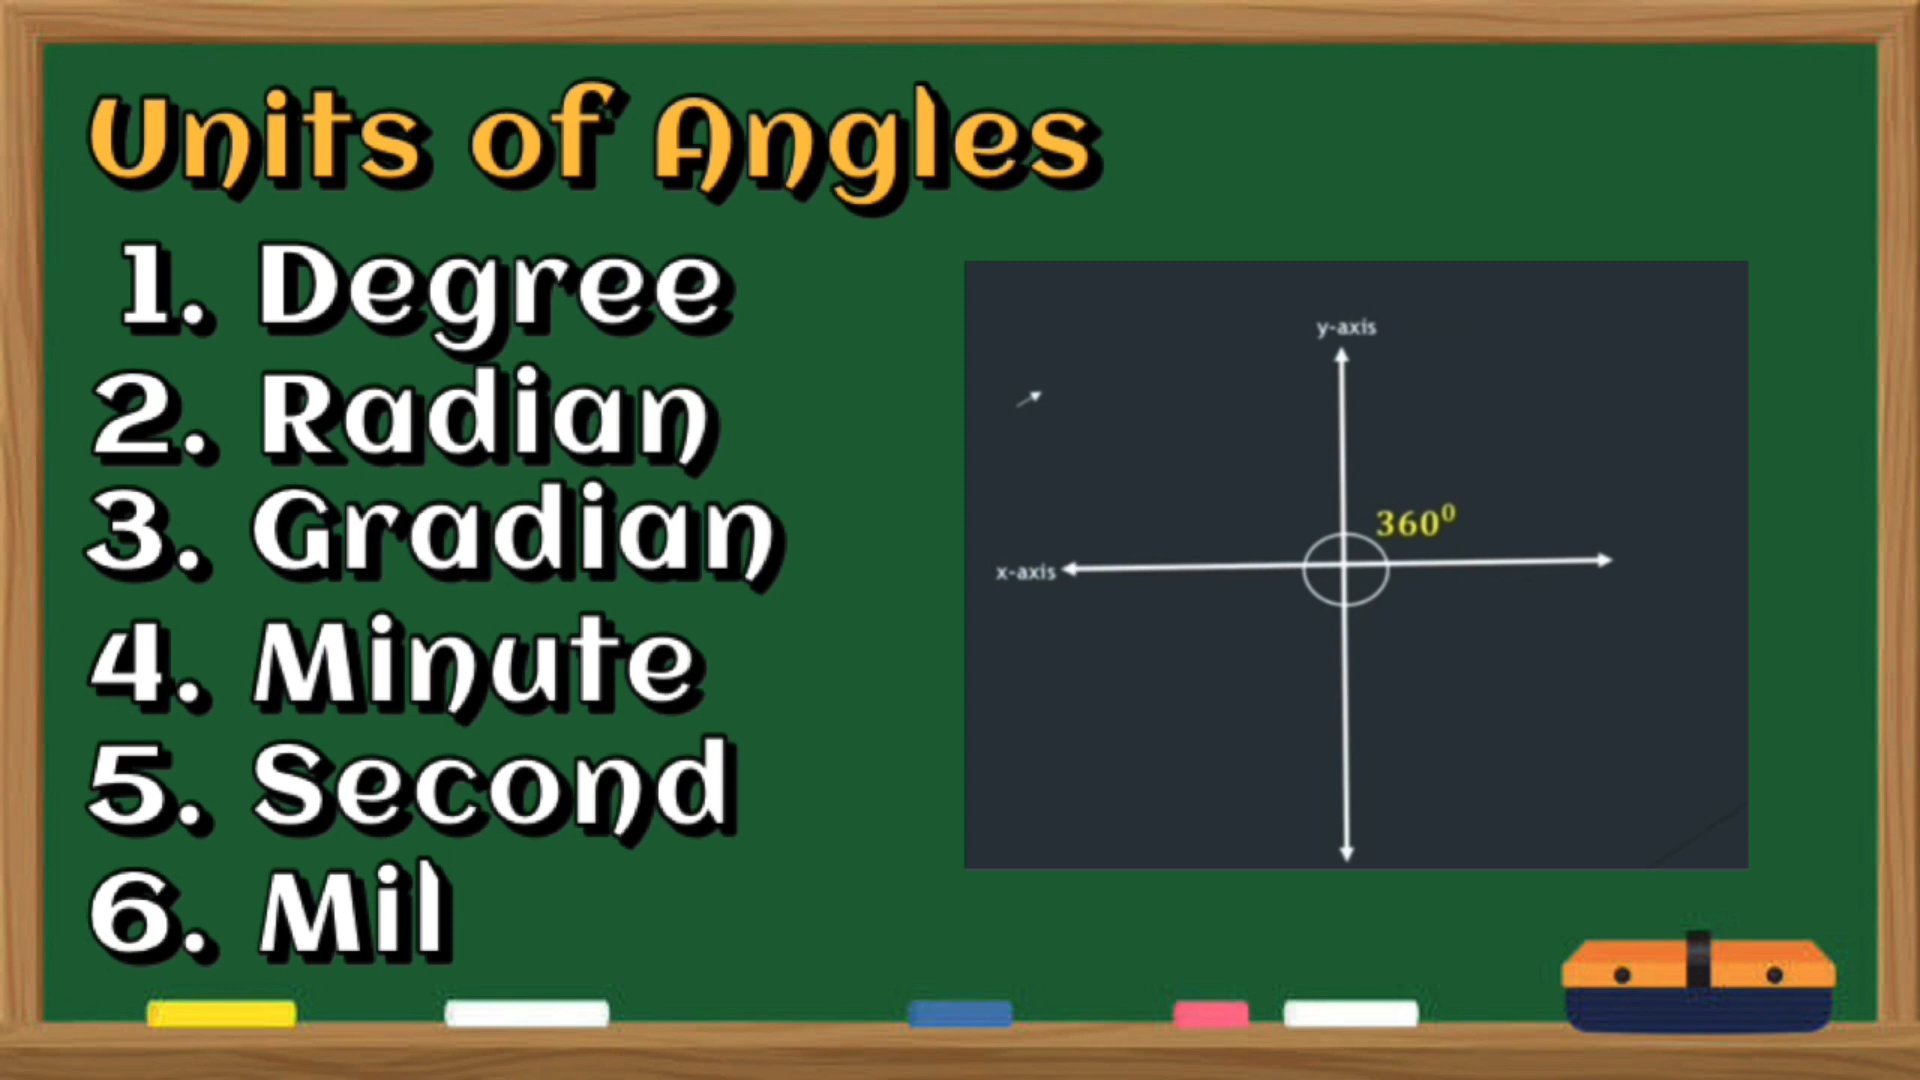 Units of Angles
1. Degree
2. Radian
3. Gradian
4. Minute
5. Second
6. Mil
y-axis
360⁰
x-axis